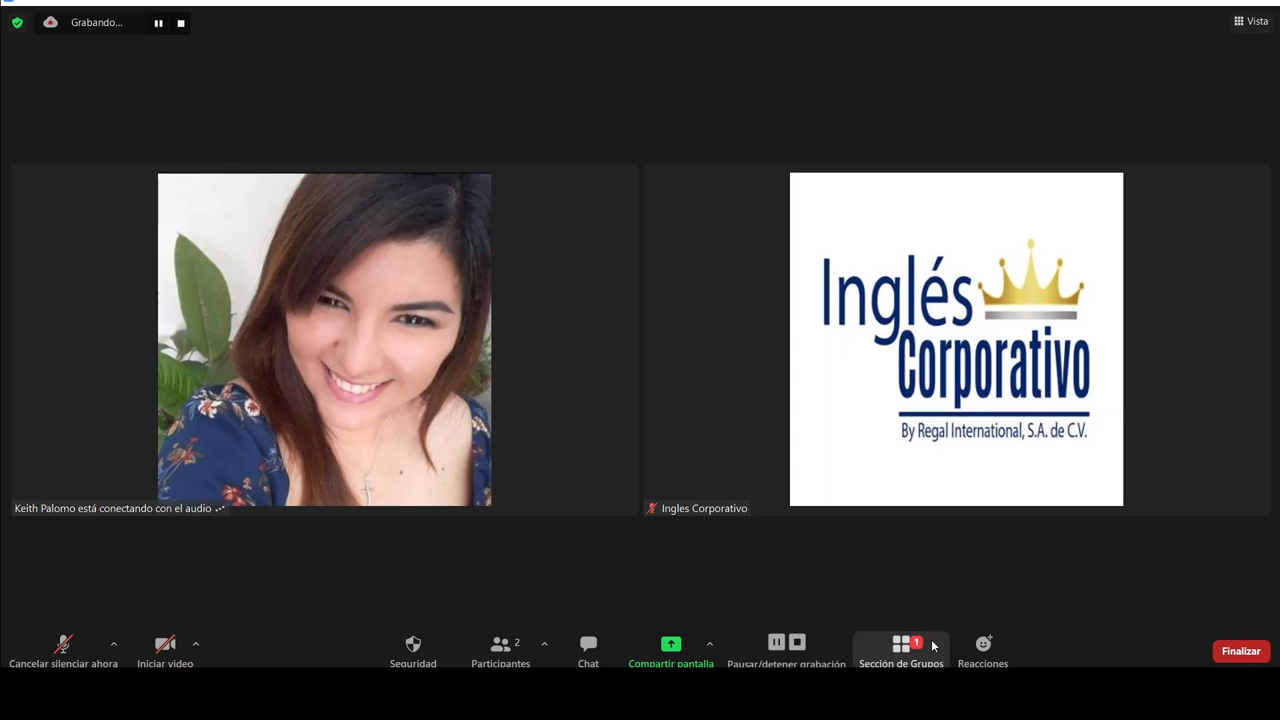 Grabando...
Vista
Inglés
Corporativo
By Regal International, S.A. de C.V.
Keith Palomo está conectando con el audio
Ingles Corporativo
Cancelar silenciar ahora
Iniciar video
Seguridad
2
Participantes
Chat
Compartir pantalla
Pausar/detener grabación
1
Sección de Grupos
Reacciones
Finalizar